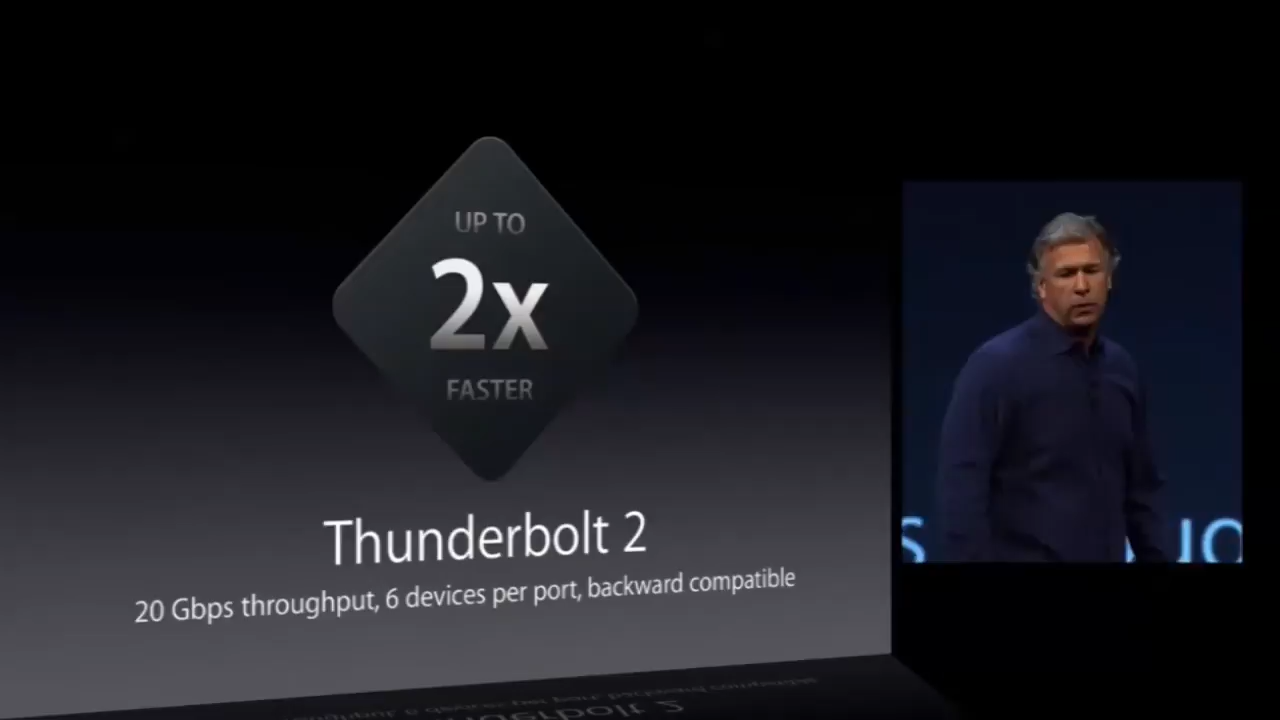 UP TO
2x
FASTER
Thunderbolt 2
20 Gbps throughput, 6 devices per port, backward compatible